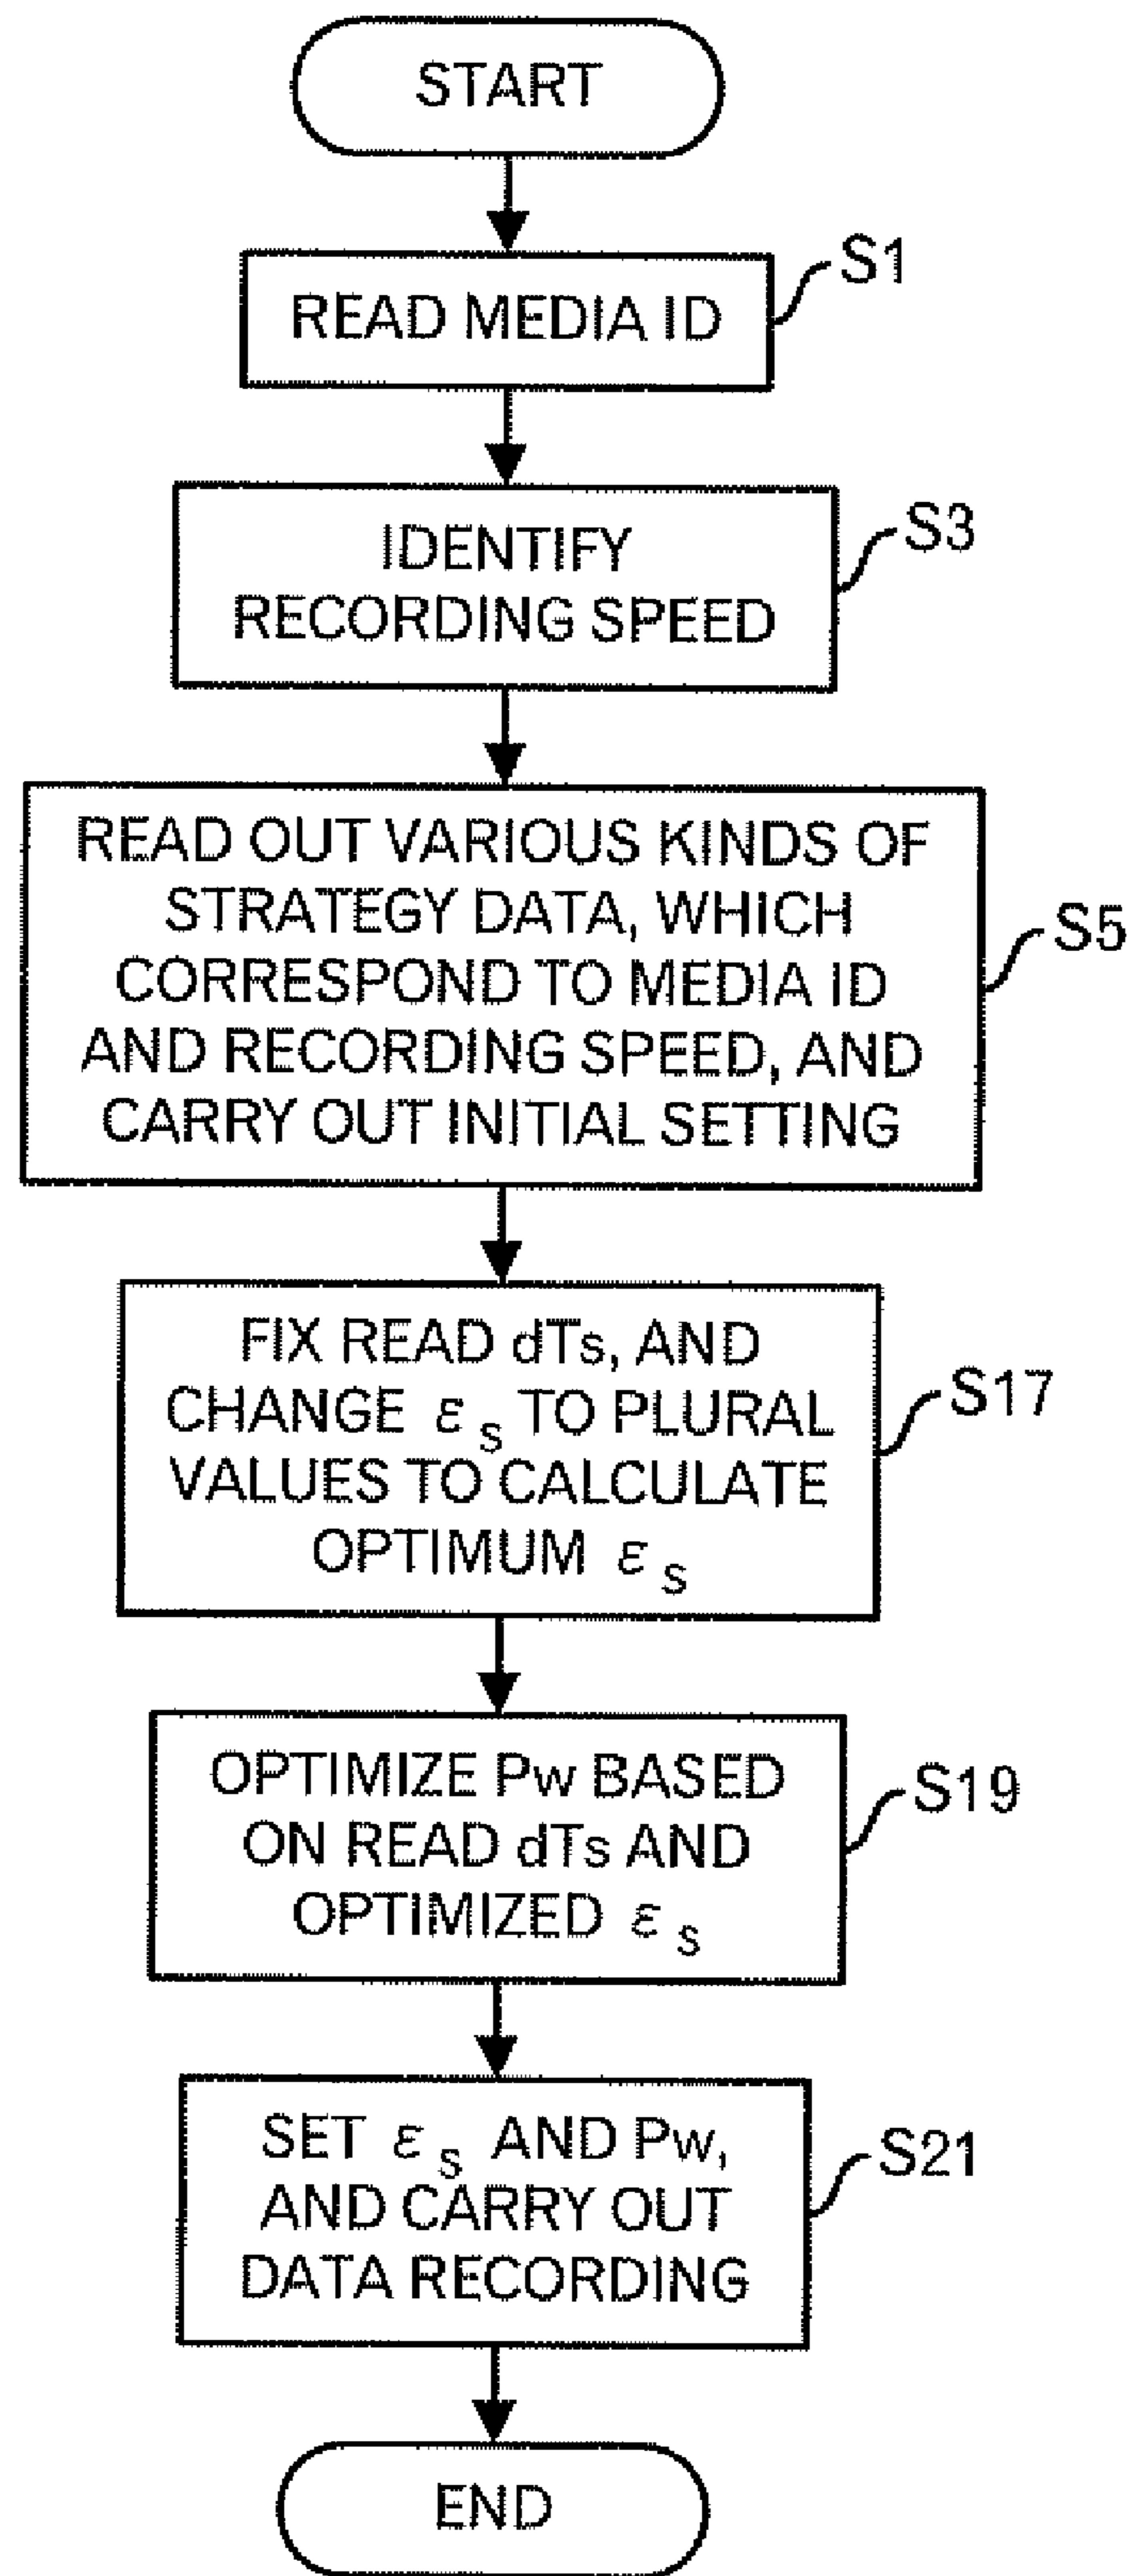 START
READ MEDIA ID
S1
IDENTIFY
RECORDING SPEED
S3
READ OUT VARIOUS KINDS OF
STRATEGY DATA, WHICH
CORRESPOND TO MEDIA ID
AND RECORDING SPEED, AND
CARRY OUT INITIAL SETTING
S5
FIX READ dTs, AND
CHANGE εs TO PLURAL
VALUES TO CALCULATE
OPTIMUM εs
S17
OPTIMIZE Pw BASED
ON READ dTs AND
OPTIMIZED εs
S19
SET εs AND Pw,
AND CARRY OUT
DATA RECORDING
S21
END